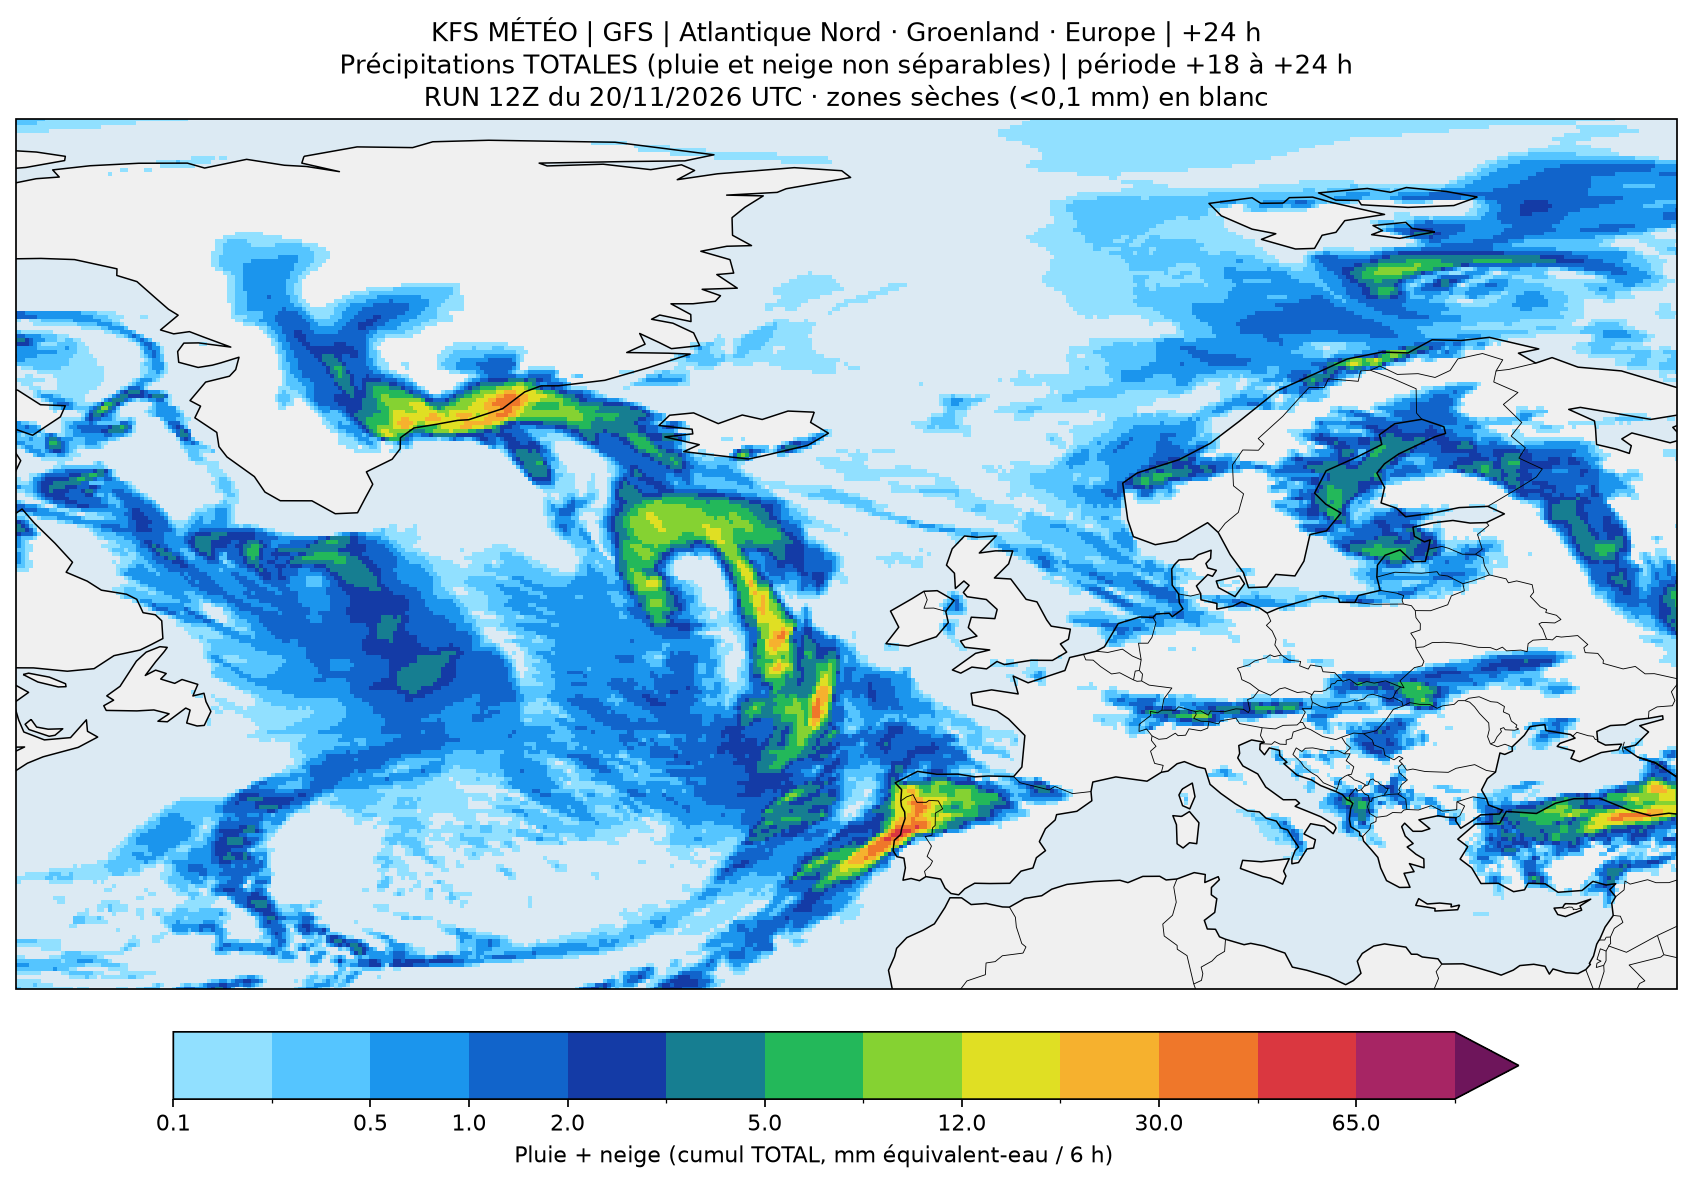 KFS MÉTÉO | GFS | Atlantique Nord · Groenland · Europe | +24 h
Précipitations TOTALES (pluie et neige non séparables) | période +18 à +24 h
RUN 12Z du 20/11/2026 UTC · zones sèches (<0,1 mm) en blanc
0.1 0.5 1.0 2.0 5.0 12.0 30.0 65.0
Pluie + neige (cumul TOTAL, mm équivalent-eau / 6 h)